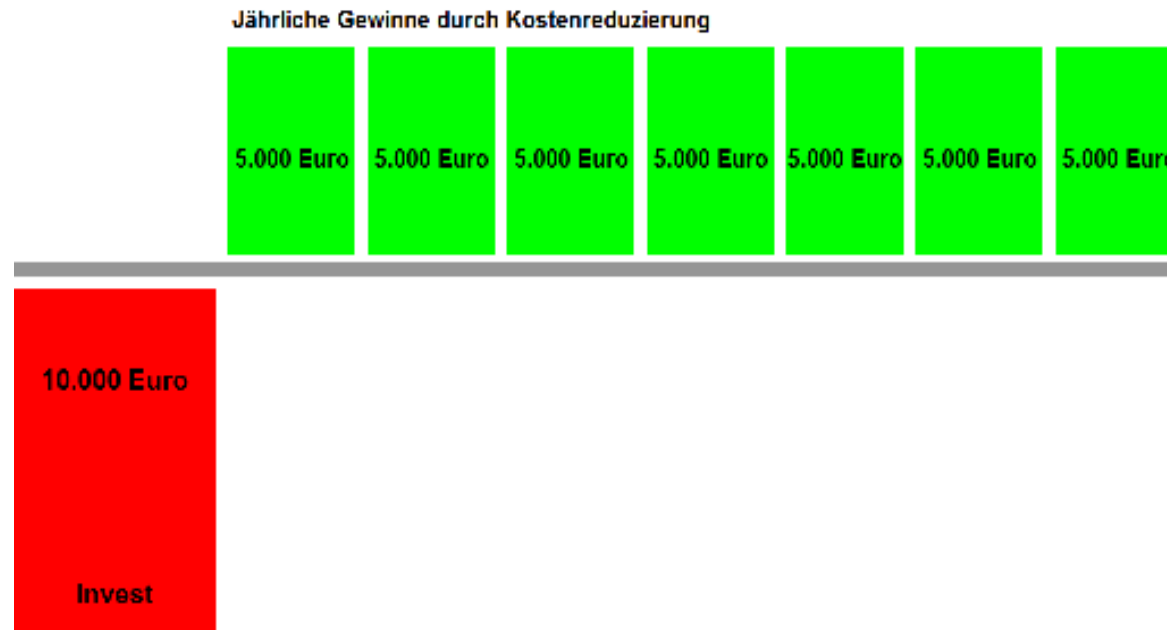 Jährliche Gewinne durch Kostenreduzierung
5.000 Euro 5.000 Euro 5.000 Euro 5.000 Euro 5.000 Euro 5.000 Euro 5.000 Euro
10.000 Euro
Invest